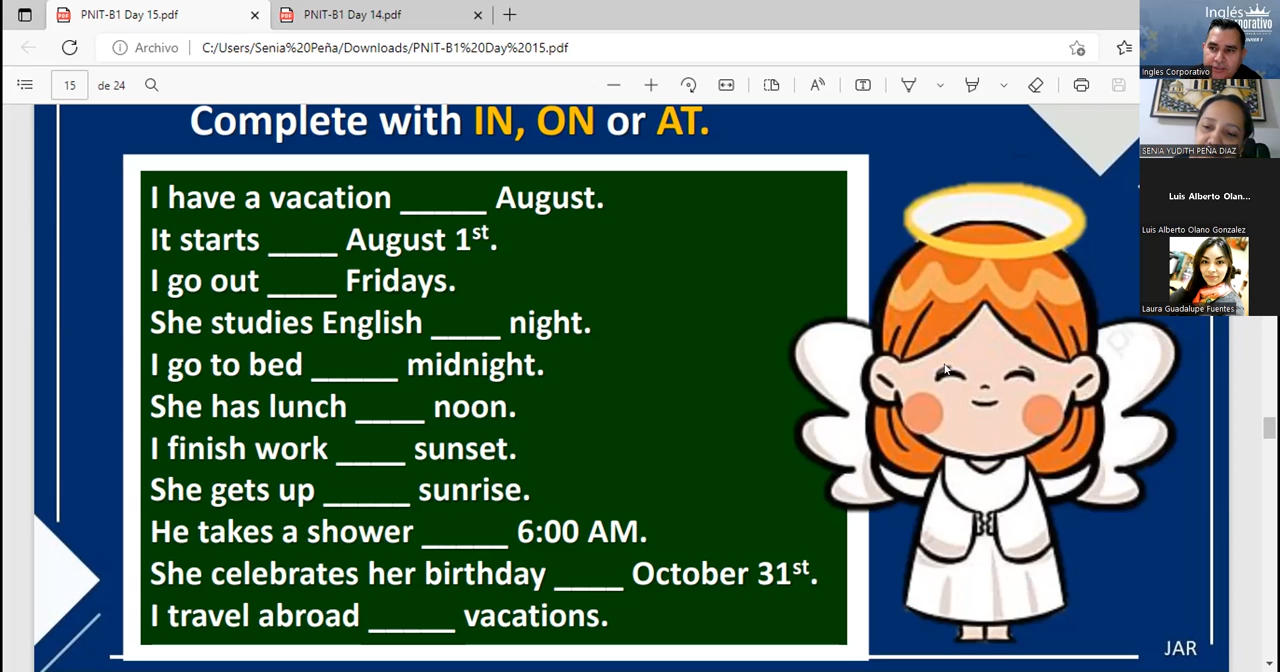 PNIT-B1 Day 15.pdf
PNIT-B1 Day 14.pdf
Archivo
C:/Users/Senia%20Peña/Downloads/PNIT-B1%20Day%2015.pdf
15 de 24
Complete with IN, ON or AT.
I have a vacation _____ August.
It starts ____ August 1st.
I go out ____ Fridays.
She studies English ____ night.
I go to bed _____ midnight.
She has lunch ____ noon.
I finish work ____ sunset.
She gets up _____ sunrise.
He takes a shower _____ 6:00 AM.
She celebrates her birthday ____ October 31st.
I travel abroad _____ vacations.
JAR
Inglés
Ingles Corporativo
SENIA YUDITH PEÑA DIAZ
Luis Alberto Olan...
Luis Alberto Olano Gonzalez
Laura Guadalupe Fuentes